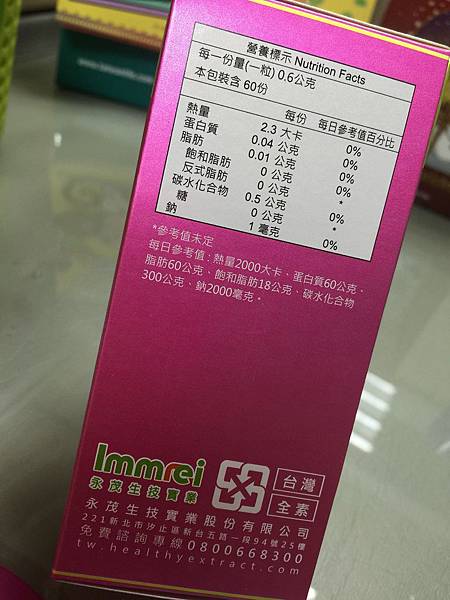 營養標示 Nutrition Facts
每一份量(一粒) 0.6公克
本包裝含 60份
每份 每日參考值百分比
熱量 2.3 大卡 0%
蛋白質 0.04 公克 0%
脂肪 0.01 公克 0%
飽和脂肪 0 公克 0%
反式脂肪 0 公克 *
碳水化合物 0.5 公克 0%
糖 0 公克 *
鈉 1 毫克 0%
*參考值未定
每日參考值:熱量2000大卡、蛋白質60公克、
脂肪60公克、飽和脂肪18公克、碳水化合物
300公克、鈉2000毫克。
Immrei
永茂生技實業
台灣
全素
永茂生技實業股份有限公司
221新北市汐止區新台五路一段94號25樓
免費諮詢專線0800668300
tw.healthyextract.com